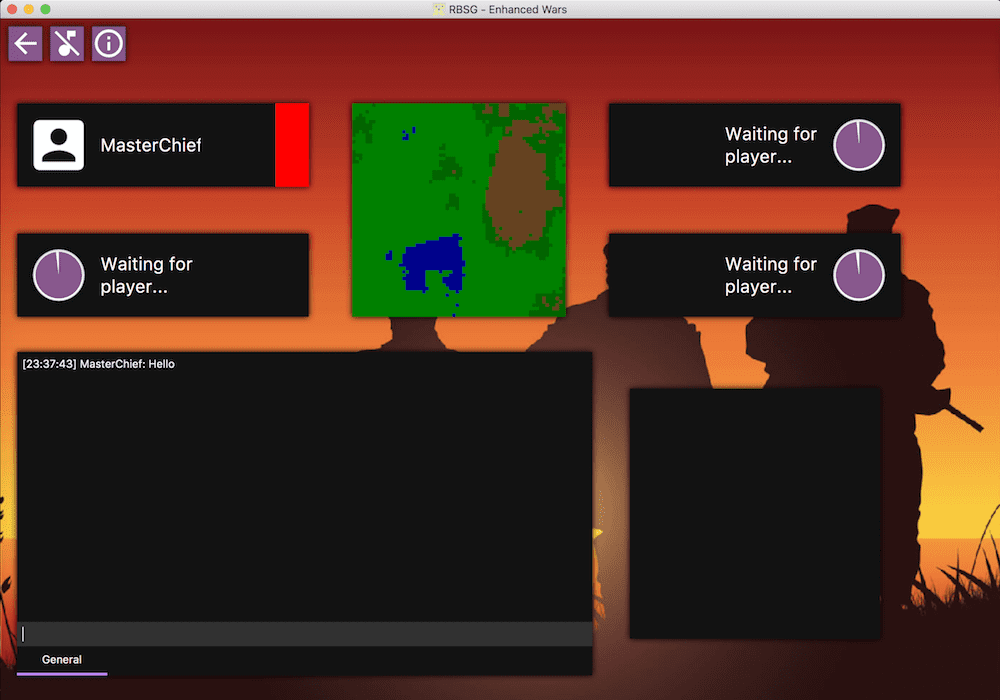 RBSG - Enhanced Wars
MasterChief
Waiting for
player...
Waiting for
player...
Waiting for
player...
[23:37:43] MasterChief: Hello
General